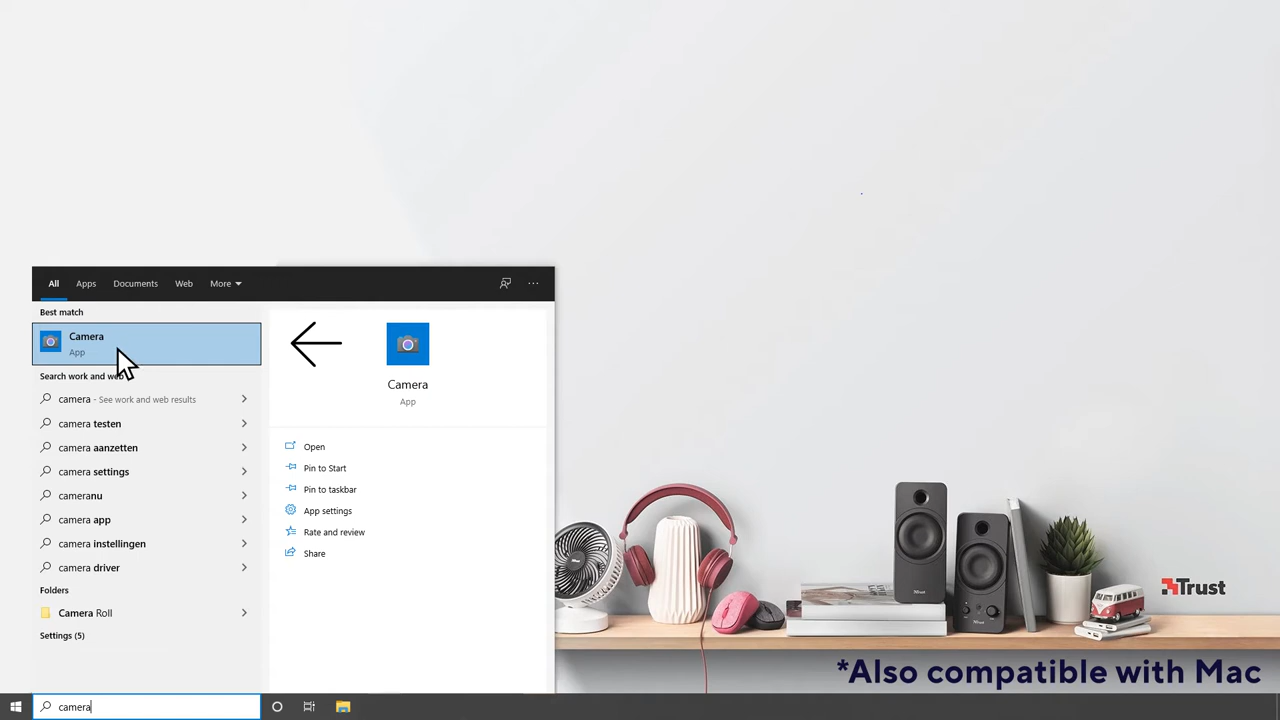 All Apps Documents Web More
Best match
Camera
App
Search work and web
camera - See work and web results
camera testen
camera aanzetten
camera settings
cameranu
camera app
camera instellingen
camera driver
Folders
Camera Roll
Settings (5)
Camera
App
Open
Pin to Start
Pin to taskbar
App settings
Rate and review
Share
Trust
Trust
Trust
*Also compatible with Mac
camera